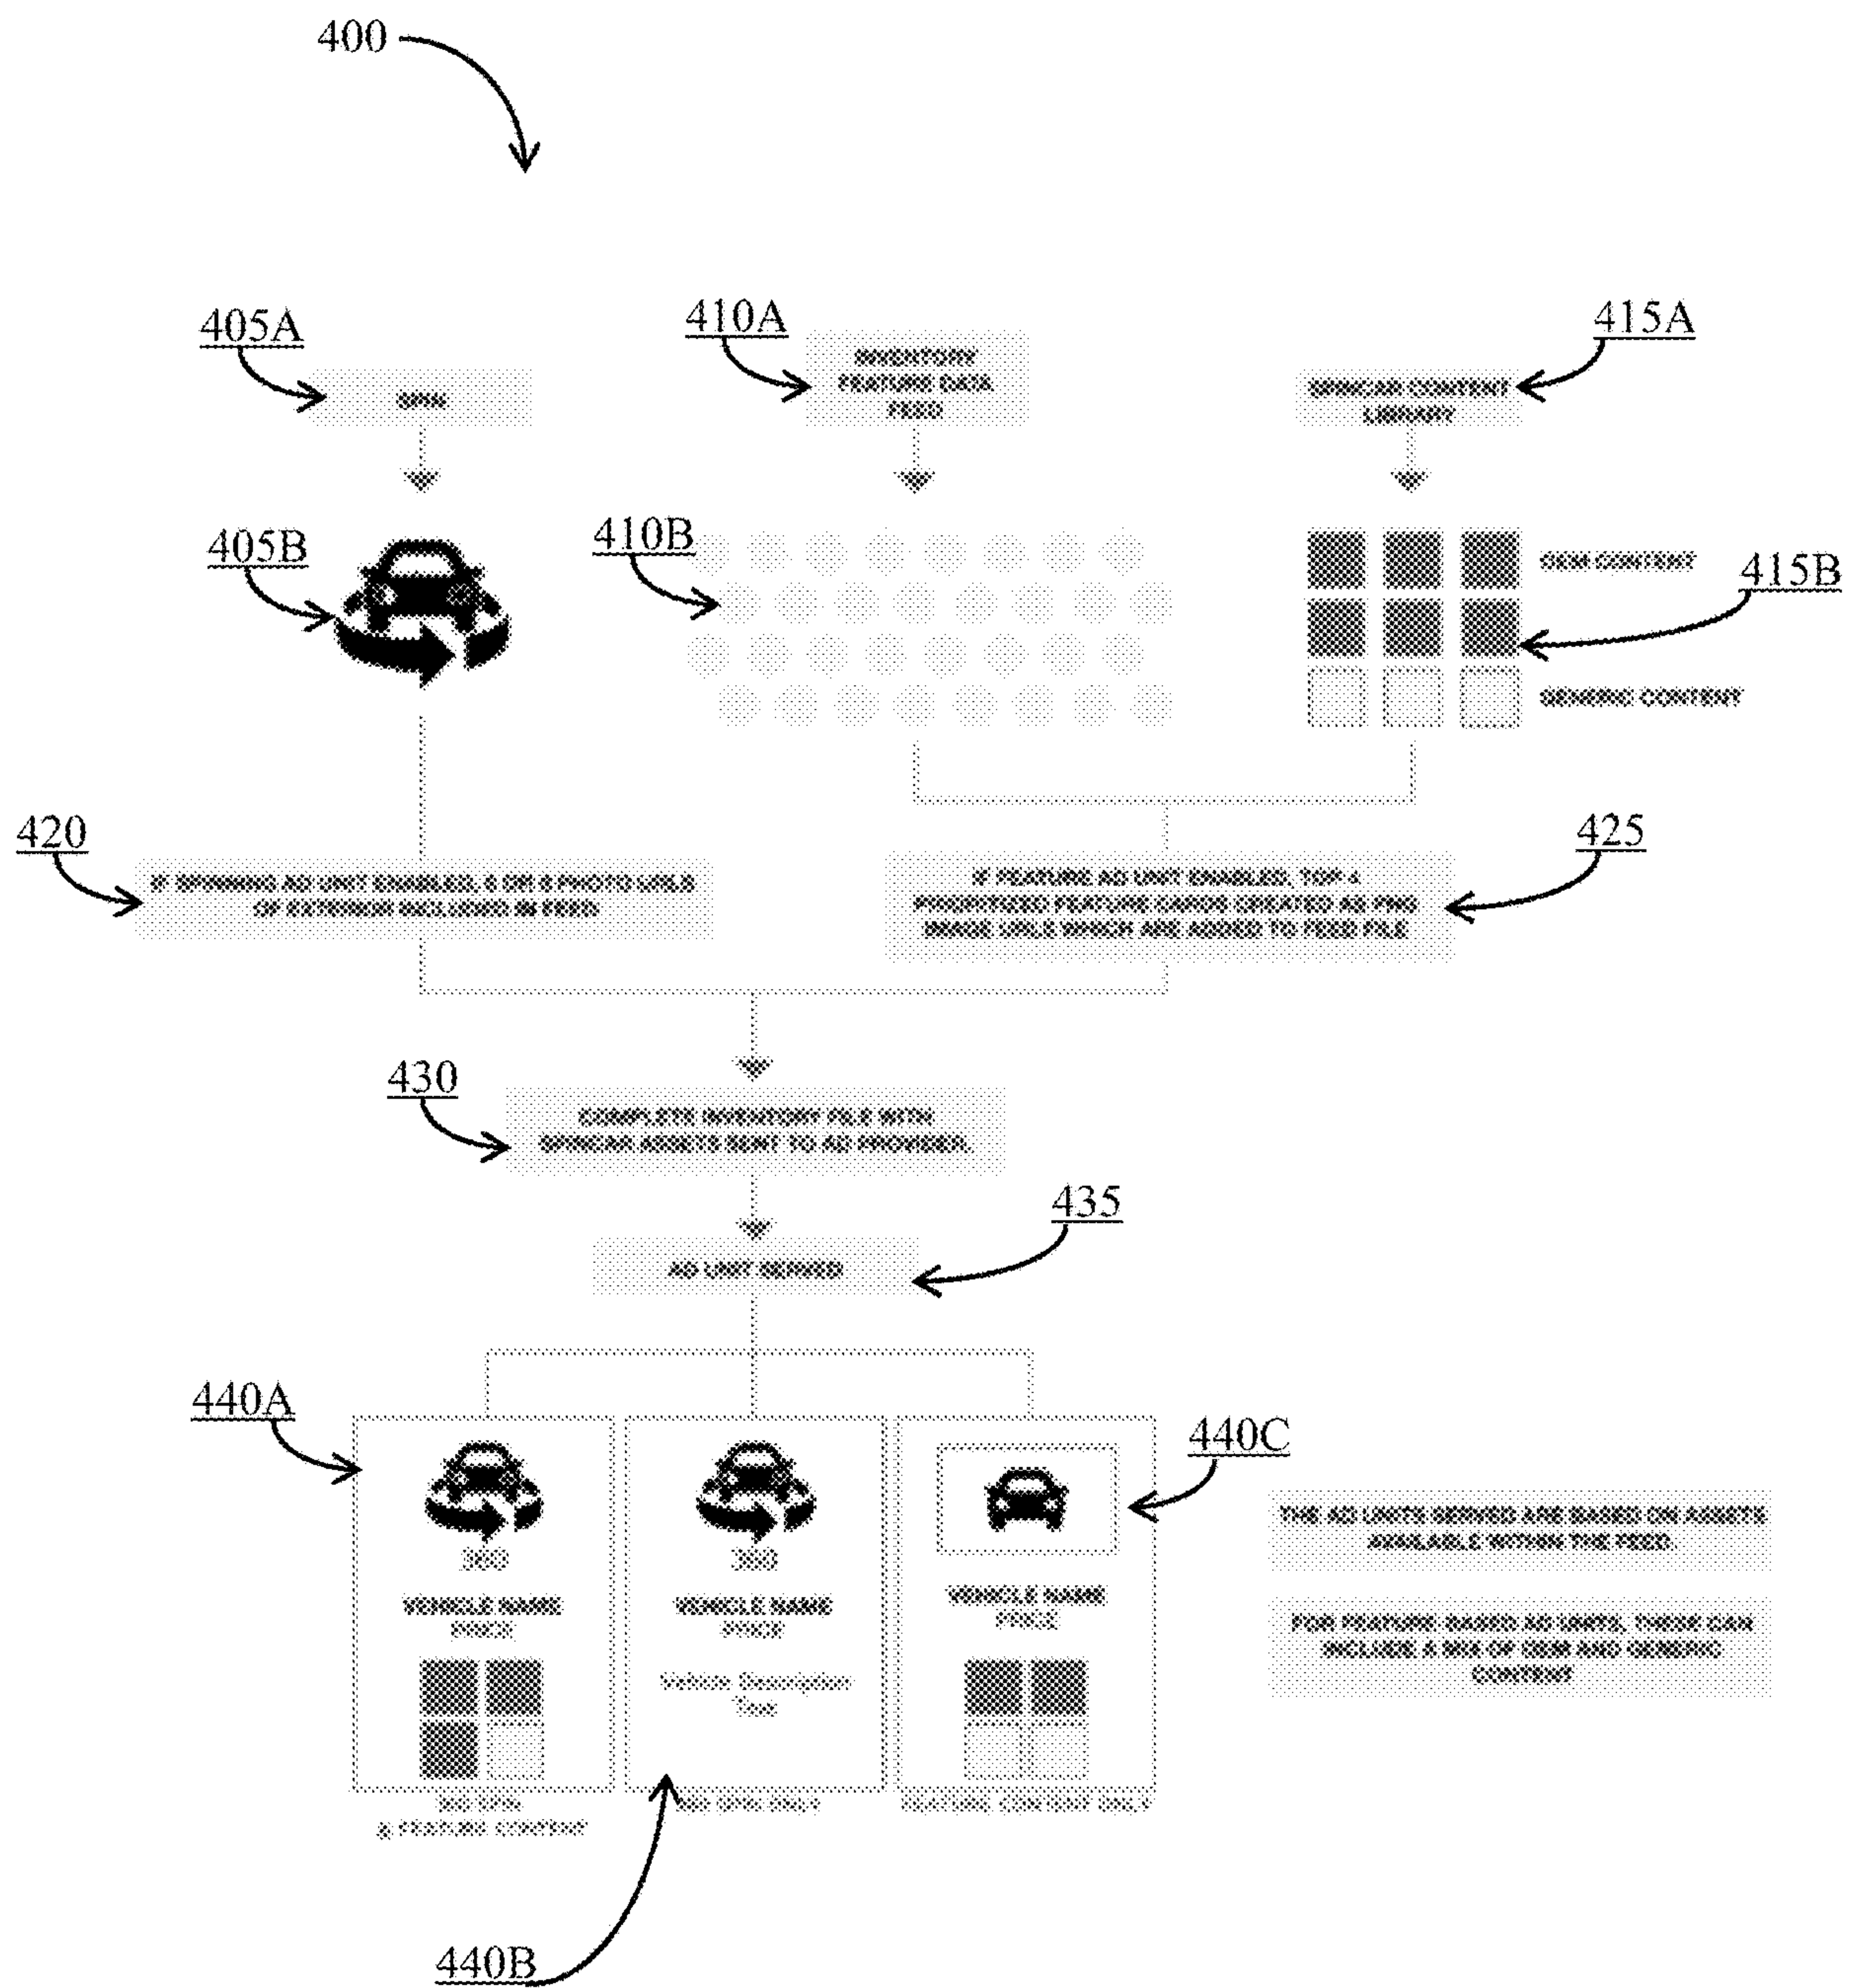 400
405A
410A
415A
SPIN
INVENTORY
FEATURE DATA
FEED
SPINCAR CONTENT
LIBRARY
405B
410B
OEM CONTENT
415B
GENERIC CONTENT
420
425
IF SPINNING AD UNIT ENABLED, OR 8 PHOTO URLS
OF EXTERIOR INCLUDED IN FEED
IF FEATURE AD UNIT ENABLED, TOP 4
PRIORITIZED FEATURE CARDS CREATED AS PNG
IMAGE URLS WHICH ARE ADDED TO FEED FILE
430
COMPLETE INVENTORY FILE WITH
SPINCAR ASSETS SENT TO AD PROVIDER.
435
AD UNIT SERVED
440A
440C
360
360
VEHICLE NAME
PRICE
VEHICLE NAME
PRICE
VEHICLE NAME
PRICE
Vehicle Description
Text
THE AD UNITS SERVED ARE BASED ON ASSETS
AVAILABLE WITHIN THE FEED
FOR FEATURE-BASED AD UNITS, THESE CAN
INCLUDE A MIX OF OEM AND GENERIC
CONTENT
360 SPIN
& FEATURE CONTENT
360 SPIN ONLY
FEATURE CONTENT ONLY
440B